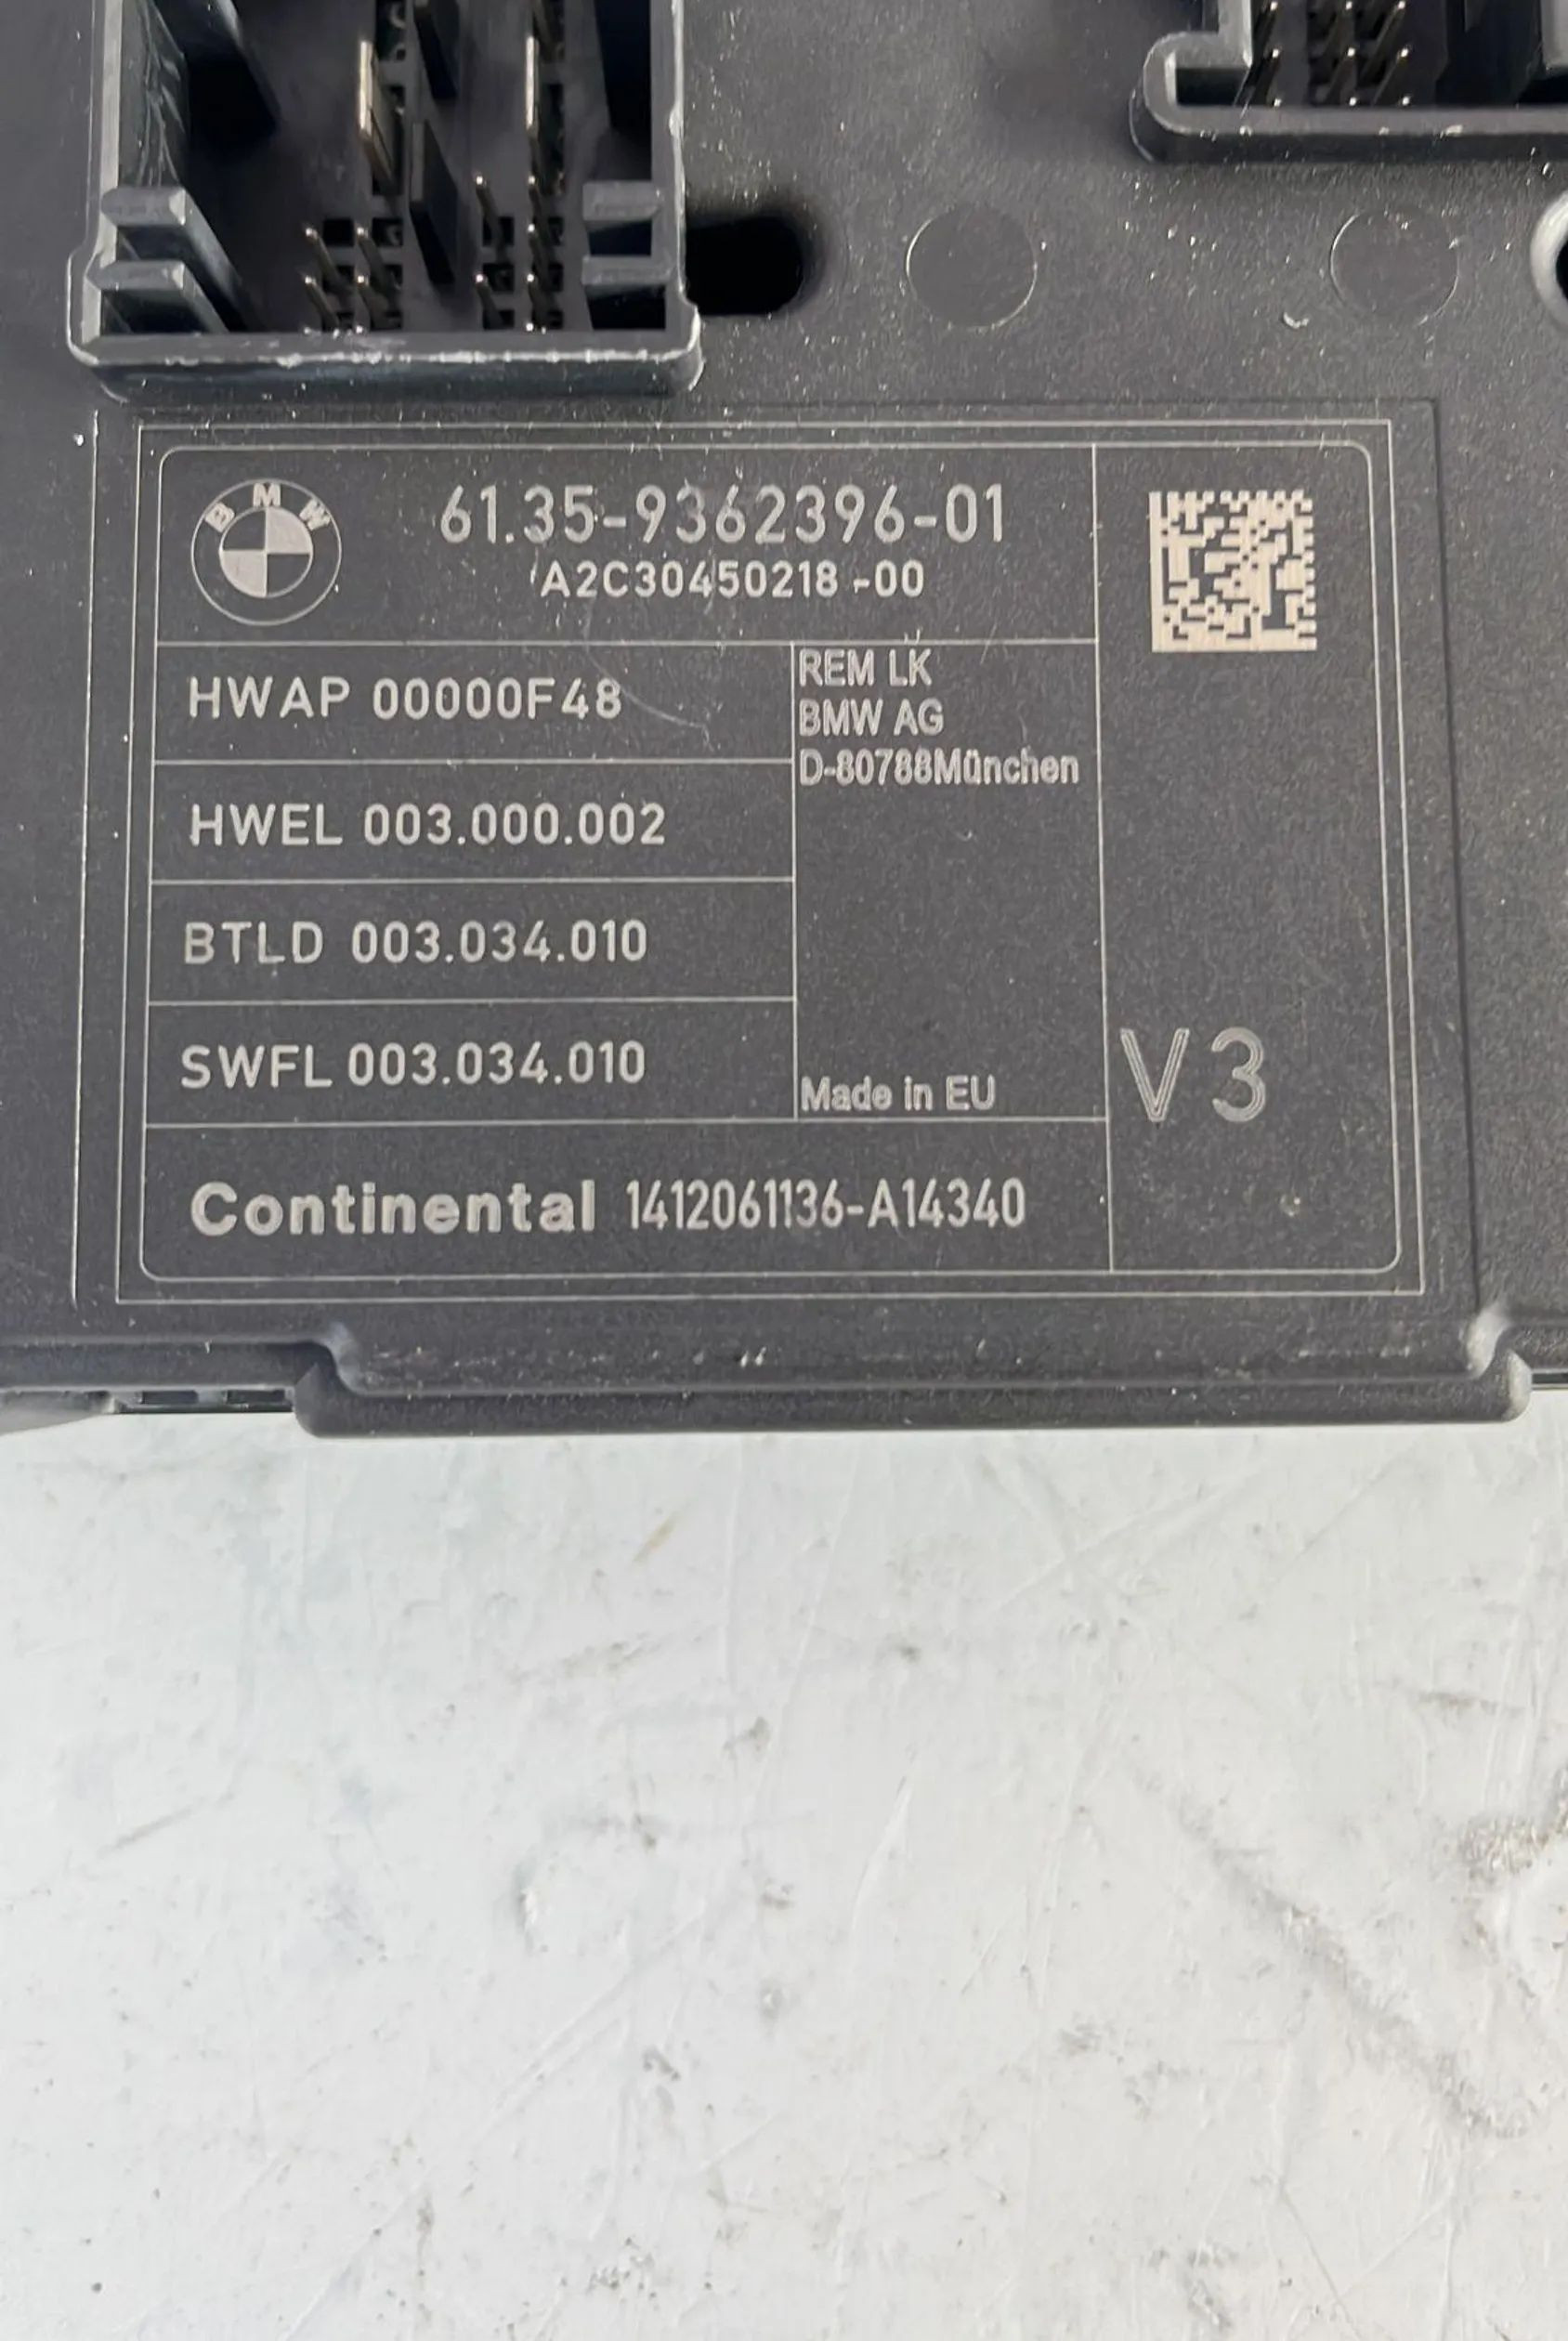 BMW
61.35-9362396-01
A2C30450218-00
HWAP 00000F48
REM LK
BMW AG
D-80788München
HWEL 003.000.002
BTLD 003.034.010
SWFL 003.034.010
Made in EU
V3
Continental 1412061136-A14340